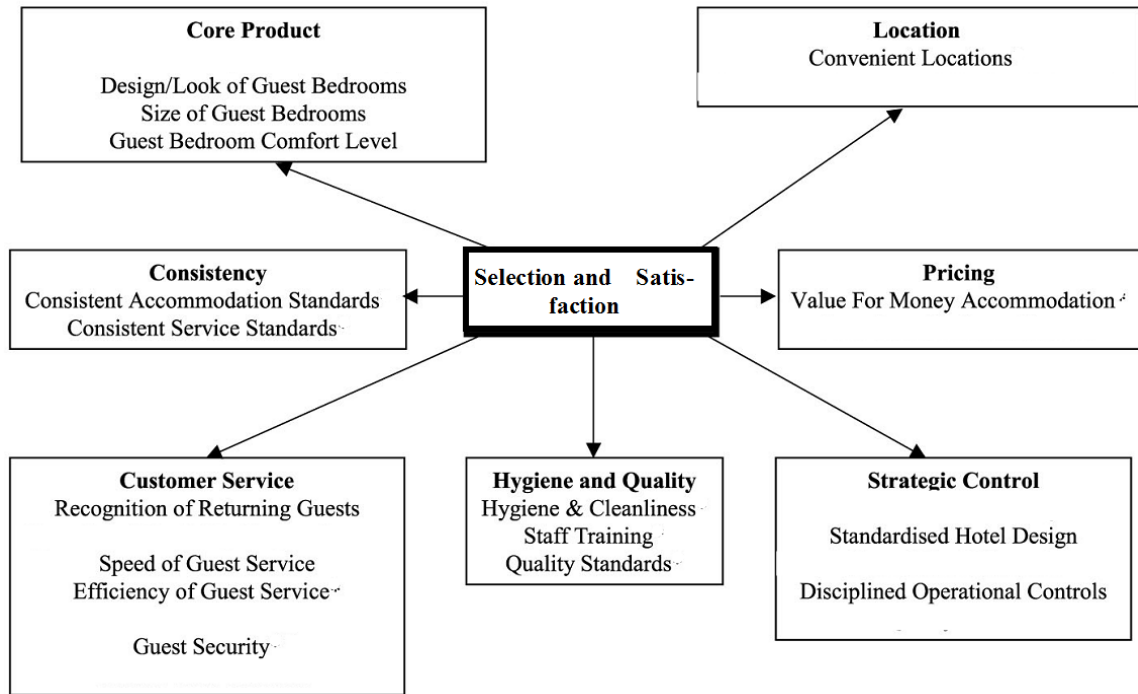 Core Product
Design/Look of Guest Bedrooms
Size of Guest Bedrooms
Guest Bedroom Comfort Level
Location
Convenient Locations
Consistency
Consistent Accommodation Standards
Consistent Service Standards
Selection and Satis-
faction
Pricing
Value For Money Accommodation
Customer Service
Recognition of Returning Guests
Speed of Guest Service
Efficiency of Guest Service
Guest Security
Hygiene and Quality
Hygiene & Cleanliness
Staff Training
Quality Standards
Strategic Control
Standardised Hotel Design
Disciplined Operational Controls